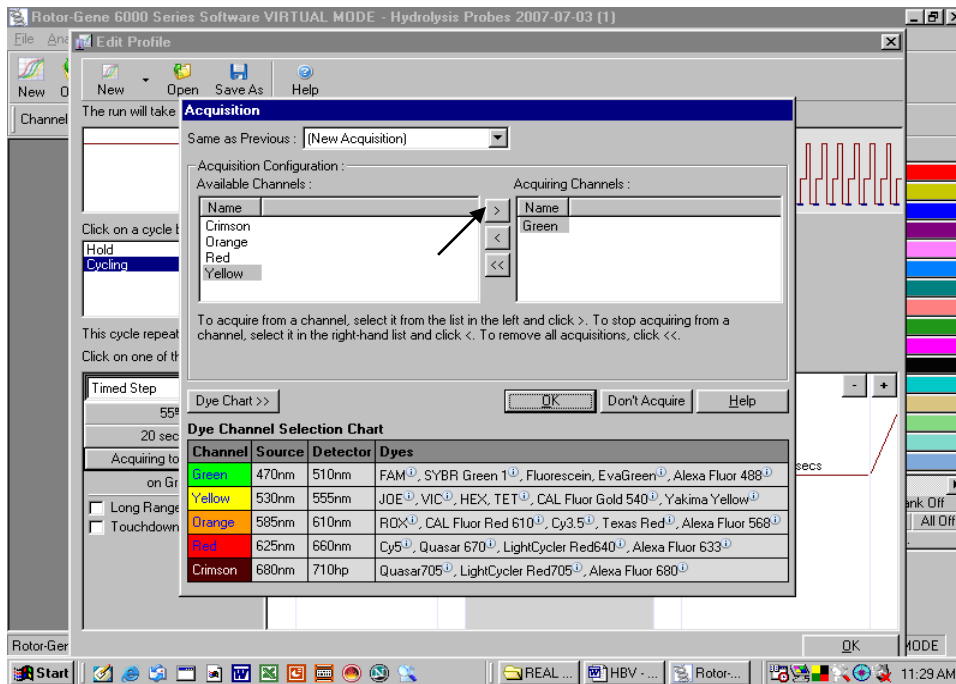 Rotor-Gene 6000 Series Software VIRTUAL MODE - Hydrolysis Probes 2007-07-03 (1)
File Ana
Edit Profile
New
New Open Save As Help
Channel
The run will take
Acquisition
Same as Previous : (New Acquisition)
Acquisition Configuration :
Available Channels :
Acquiring Channels :
Name
Name
>
Crimson
Green
Orange
<
Red
Yellow
<<
Click on a cycle b
Hold
Cycling
To acquire from a channel, select it from the list in the left and click >. To stop acquiring from a
channel, select it in the right-hand list and click <. To remove all acquisitions, click <<.
This cycle repeat
Click on one of th
Timed Step
- +
55º
20 sec
Acquiring to
on Gr
Long Range
Touchdown
secs
Dye Chart >> OK Don't Acquire Help
Dye Channel Selection Chart
Channel Source Detector Dyes
Green 470nm 510nm FAM, SYBR Green 1, Fluorescein, EvaGreen, Alexa Fluor 488
Yellow 530nm 555nm JOE, VIC, HEX, TET, CAL Fluor Gold 540, Yakima Yellow
Orange 585nm 610nm ROX, CAL Fluor Red 610, Cy3.5, Texas Red, Alexa Fluor 568
Red 625nm 660nm Cy5, Quasar 670, LightCycler Red640, Alexa Fluor 633
Crimson 680nm 710hp Quasar705, LightCycler Red705, Alexa Fluor 680
ank Off
All Off
OK
Rotor-Ger
MODE
Start REAL ... HBV - ... Rotor-... 11:29 AM